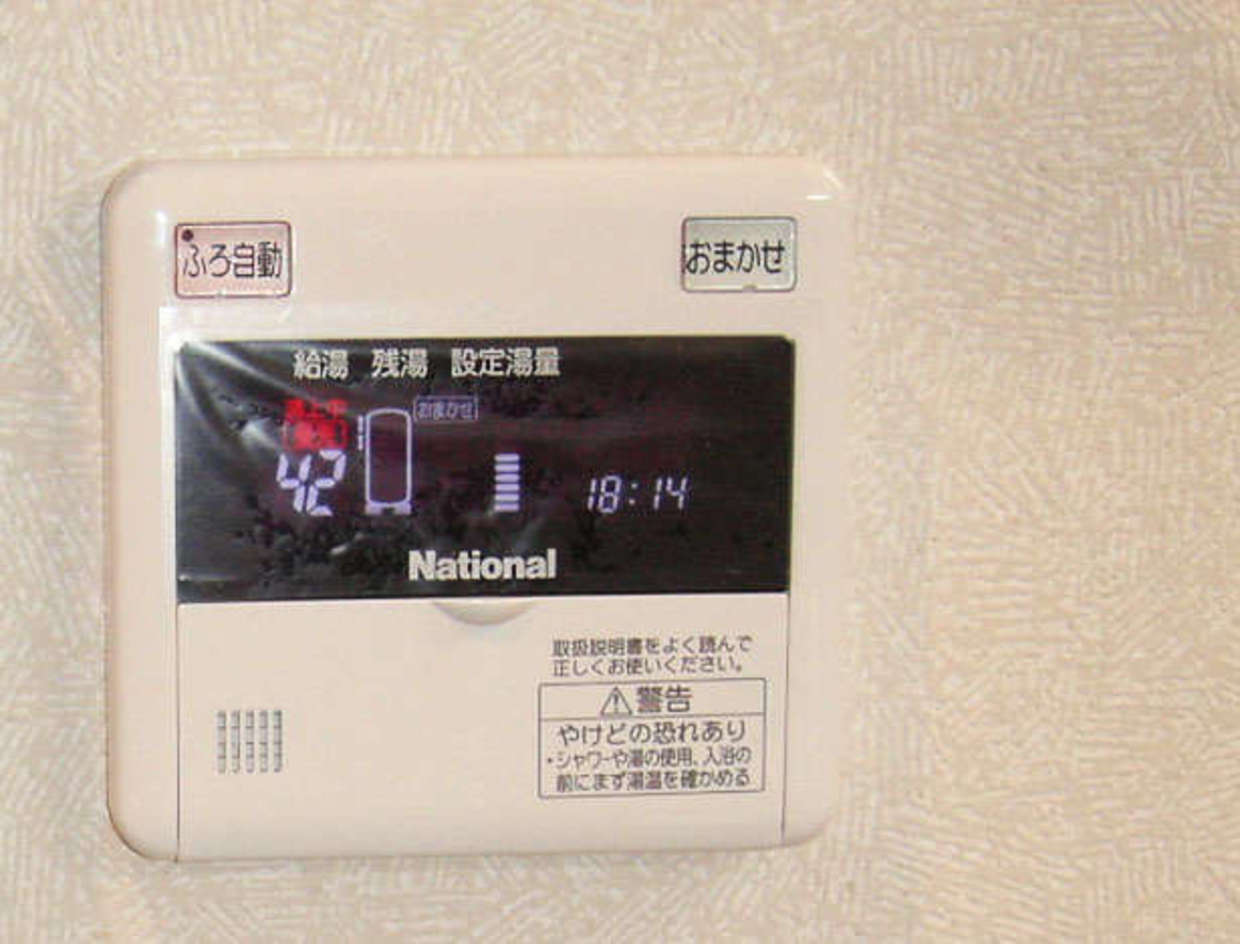 ふろ自動
おまかせ
給湯 残湯 設定湯量
おまかせ
42
18:14
National
取扱説明書をよく読んで
正しくお使いください。
警告
やけどの恐れあり
・シャワーや湯の使用、入浴の
前にまず湯温を確かめる